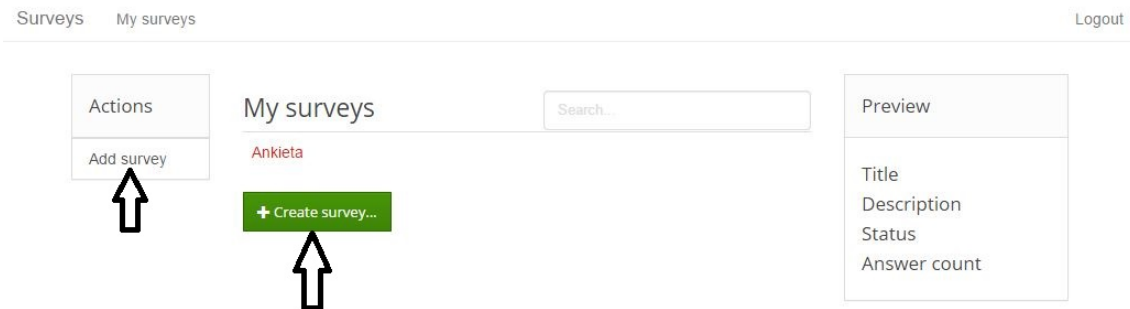 Surveys My surveys Logout
Actions
Add survey
My surveys
Search...
Ankieta
+ Create survey...
Preview
Title
Description
Status
Answer count